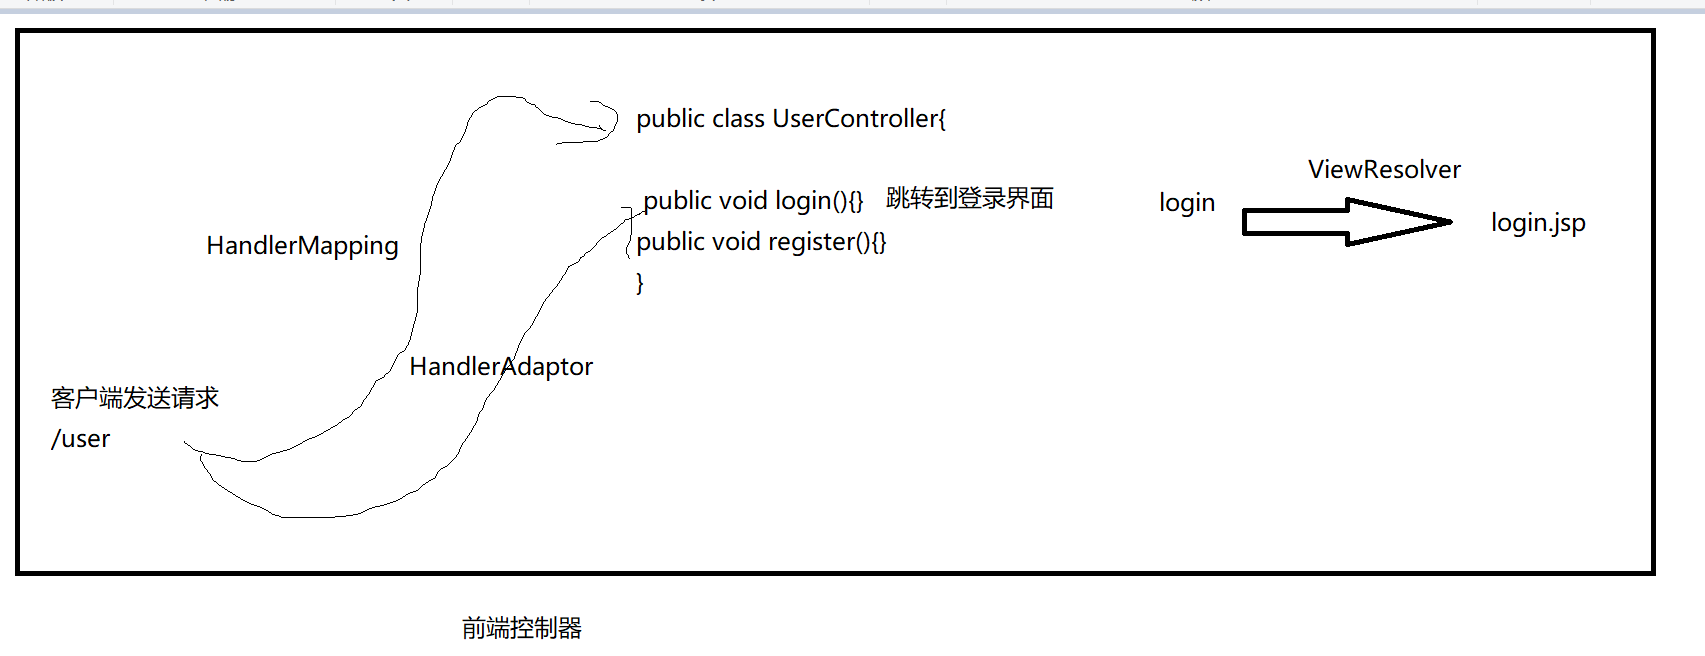 public class UserController{
ViewResolver
public void login(){} 跳转到登录界面
login
login.jsp
HandlerMapping
public void register(){}
}
HandlerAdaptor
客户端发送请求
/user
前端控制器